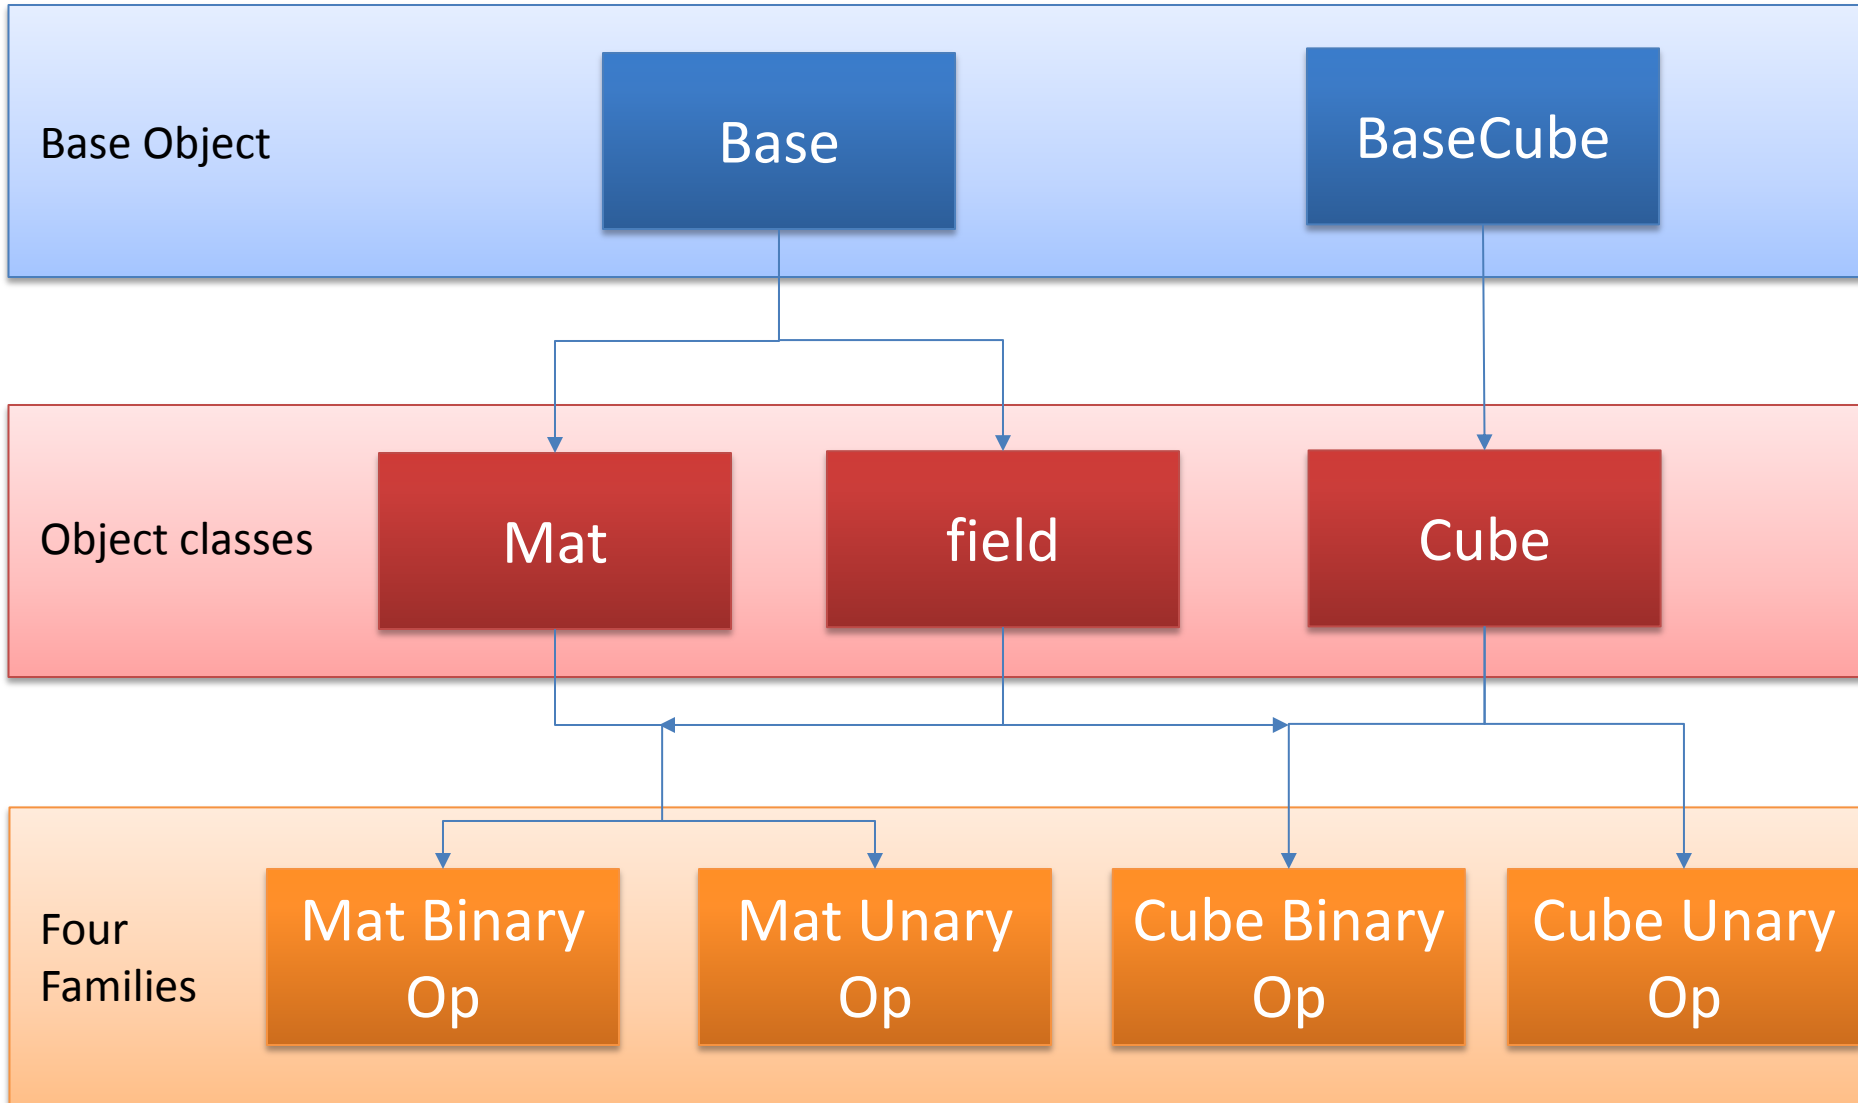 Base Object
Base
BaseCube
Object classes
Mat
field
Cube
Four
Families
Mat Binary
Op
Mat Unary
Op
Cube Binary
Op
Cube Unary
Op